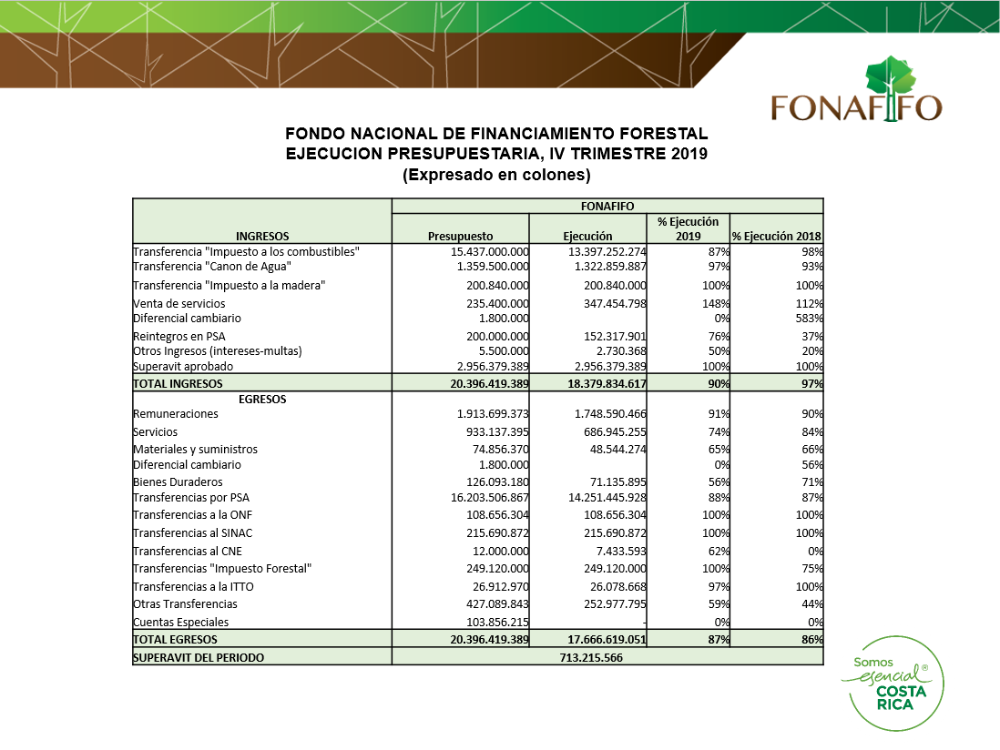 FONAFIFO
FONDO NACIONAL DE FINANCIAMIENTO FORESTAL
EJECUCION PRESUPUESTARIA, IV TRIMESTRE 2019
(Expresado en colones)
FONAFIFO
INGRESOS Presupuesto Ejecución % Ejecución 2019 % Ejecución 2018
Transferencia "Impuesto a los combustibles" 15.437.000.000 13.397.252.274 87% 98%
Transferencia "Canon de Agua" 1.359.500.000 1.322.859.887 97% 93%
Transferencia "Impuesto a la madera" 200.840.000 200.840.000 100% 100%
Venta de servicios 235.400.000 347.454.798 148% 112%
Diferencial cambiario 1.800.000 0% 583%
Reintegros en PSA 200.000.000 152.317.901 76% 37%
Otros Ingresos (intereses-multas) 5.500.000 2.730.368 50% 20%
Superavit aprobado 2.956.379.389 2.956.379.389 100% 100%
TOTAL INGRESOS 20.396.419.389 18.379.834.617 90% 97%
EGRESOS
Remuneraciones 1.913.699.373 1.748.590.466 91% 90%
Servicios 933.137.395 686.945.255 74% 84%
Materiales y suministros 74.856.370 48.544.274 65% 66%
Diferencial cambiario 1.800.000 0% 56%
Bienes Duraderos 126.093.180 71.135.895 56% 71%
Transferencias por PSA 16.203.506.867 14.251.445.928 88% 87%
Transferencias a la ONF 108.656.304 108.656.304 100% 100%
Transferencias al SINAC 215.690.872 215.690.872 100% 100%
Transferencias al CNE 12.000.000 7.433.593 62% 0%
Transferencias "Impuesto Forestal" 249.120.000 249.120.000 100% 75%
Transferencias a la ITTO 26.912.970 26.078.668 97% 100%
Otras Transferencias 427.089.843 252.977.795 59% 44%
Cuentas Especiales 103.856.215 - 0% 0%
TOTAL EGRESOS 20.396.419.389 17.666.619.051 87% 86%
SUPERAVIT DEL PERIODO 713.215.566
Somos
esencial®
COSTA
RICA